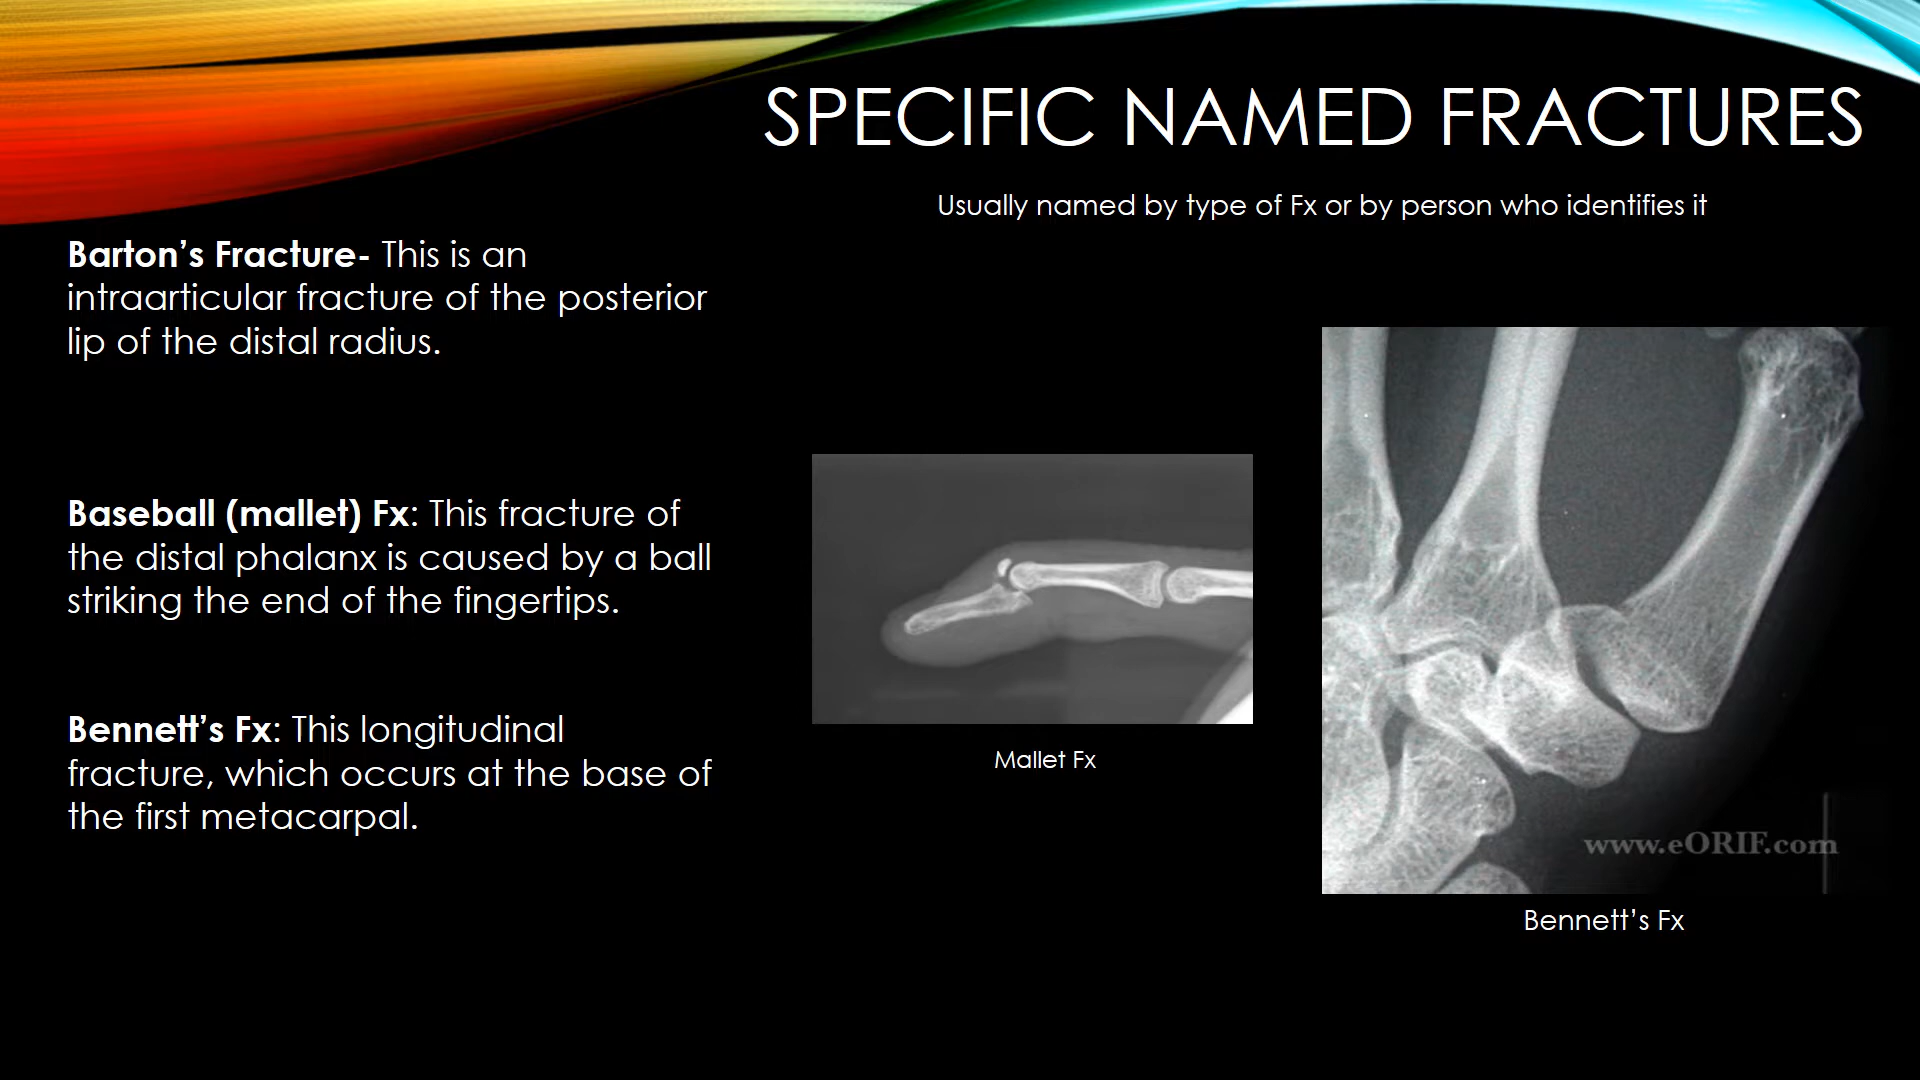 SPECIFIC NAMED FRACTURES
Usually named by type of Fx or by person who identifies it
Barton’s Fracture- This is an
intraarticular fracture of the posterior
lip of the distal radius.
Baseball (mallet) Fx: This fracture of
the distal phalanx is caused by a ball
striking the end of the fingertips.
Bennett’s Fx: This longitudinal
fracture, which occurs at the base of
the first metacarpal.
Mallet Fx
www.eORIF.com
Bennett’s Fx